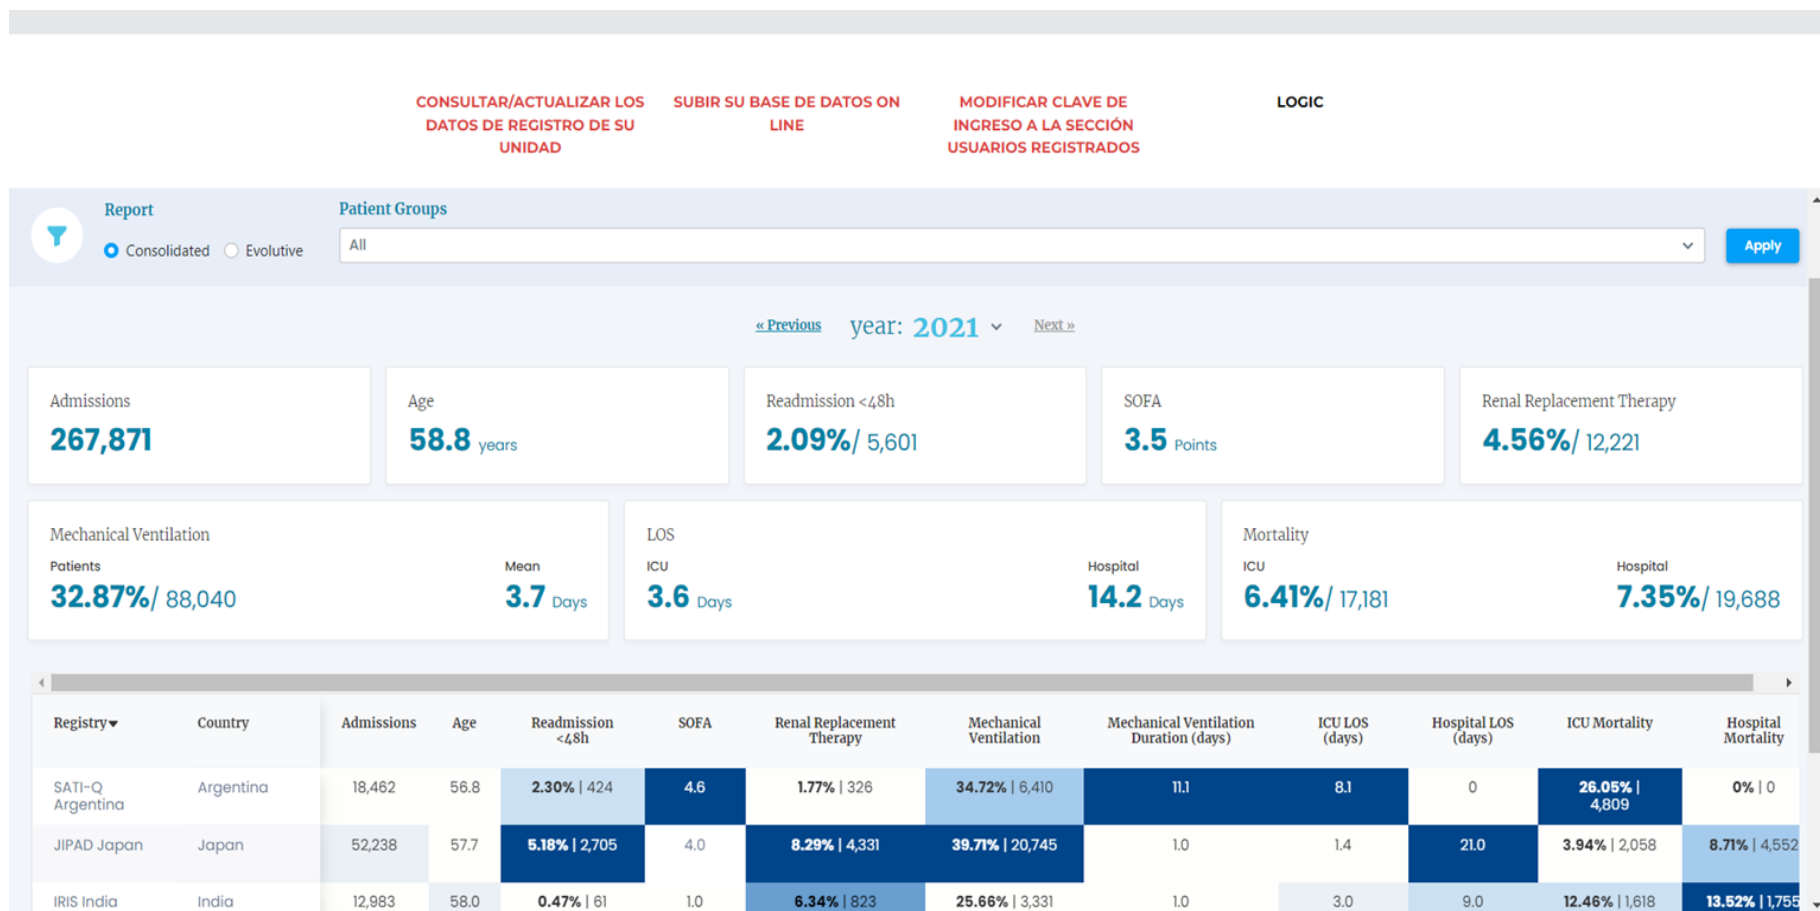 CONSULTAR/ACTUALIZAR LOS
DATOS DE REGISTRO DE SU
UNIDAD
SUBIR SU BASE DE DATOS ON
LINE
MODIFICAR CLAVE DE
INGRESO A LA SECCIÓN
USUARIOS REGISTRADOS
LOGIC
Report
Consolidated Evolutive
Patient Groups
All
Apply
« Previous year: 2021 Next »
Admissions
267,871
Age
58.8 years
Readmission <48h
2.09%/ 5,601
SOFA
3.5 Points
Renal Replacement Therapy
4.56%/ 12,221
Mechanical Ventilation
Patients
32.87%/ 88,040
Mean
3.7 Days
LOS
ICU
3.6 Days
Hospital
14.2 Days
Mortality
ICU
6.41%/ 17,181
Hospital
7.35%/ 19,688
Registry
Country
Admissions
Age
Readmission
<48h
SOFA
Renal Replacement
Therapy
Mechanical
Ventilation
Mechanical Ventilation
Duration (days)
ICU LOS
(days)
Hospital LOS
(days)
ICU Mortality
Hospital
Mortality
SATI-Q
Argentina
Argentina
18,462
56.8
2.30% | 424
4.6
1.77% | 326
34.72% | 6,410
11.1
8.1
0
26.05% |
4,809
0% | 0
JIPAD Japan
Japan
52,238
57.7
5.18% | 2,705
4.0
8.29% | 4,331
39.71% | 20,745
1.0
1.4
21.0
3.94% | 2,058
8.71% | 4,552
IRIS India
India
12,983
58.0
0.47% | 61
1.0
6.34% | 823
25.66% | 3,331
1.0
3.0
9.0
12.46% | 1,618
13.52% | 1,755